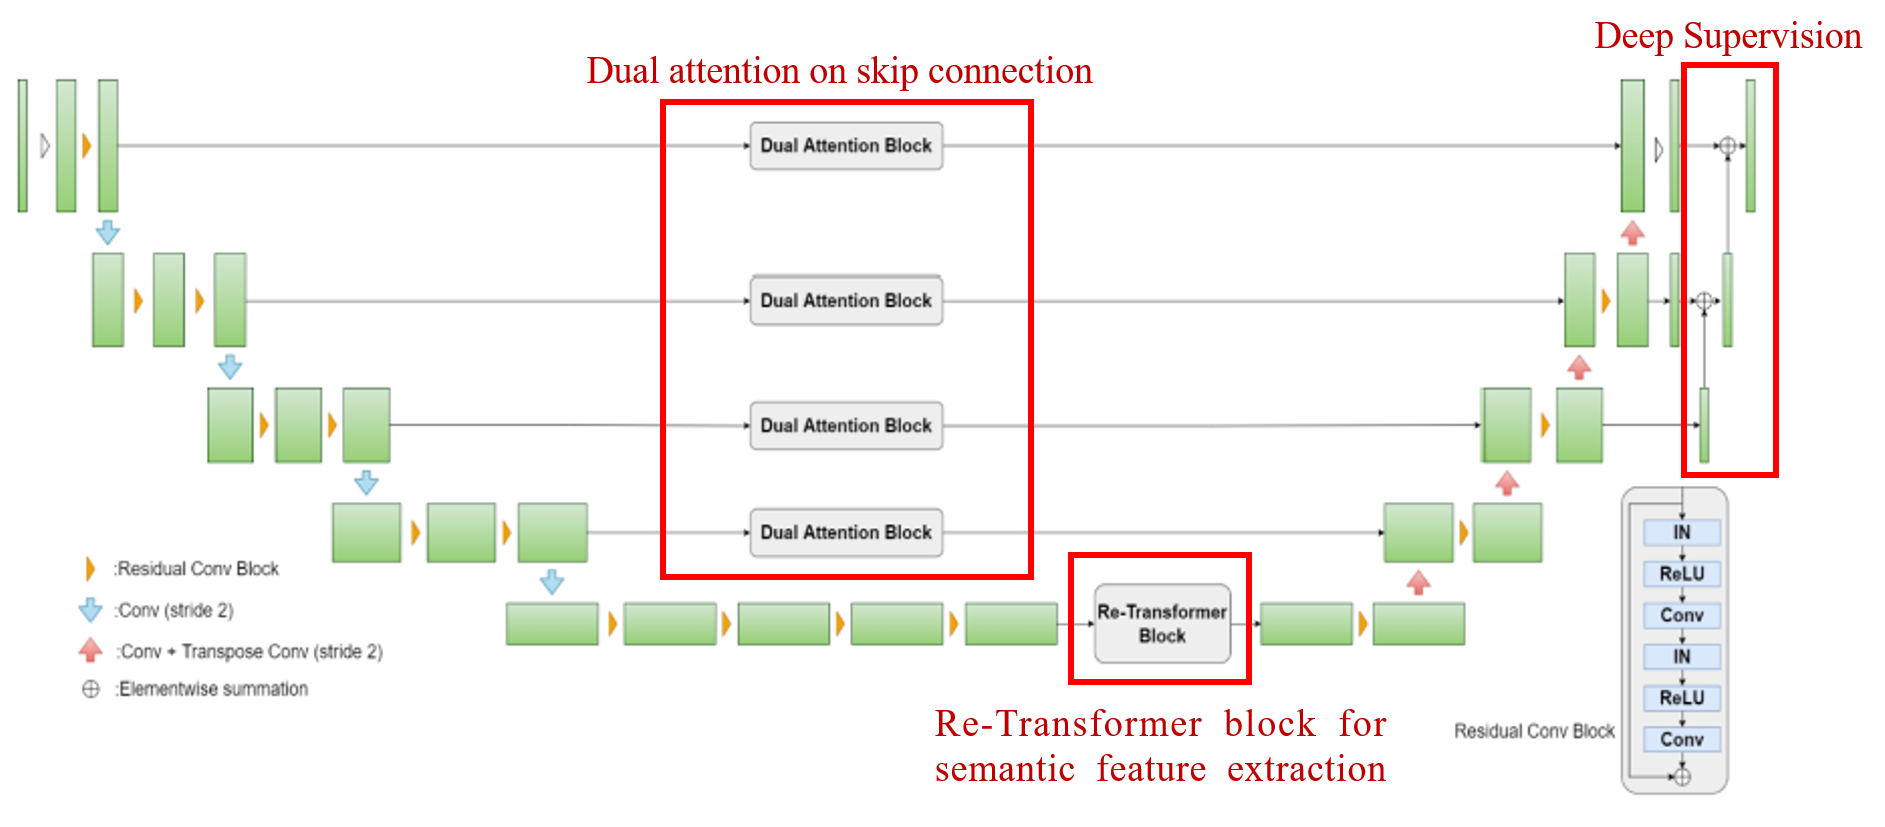 Deep Supervision
Dual attention on skip connection
Dual Attention Block
Dual Attention Block
Dual Attention Block
Dual Attention Block
:Residual Conv Block
:Conv (stride 2)
:Conv + Transpose Conv (stride 2)
:Elementwise summation
Re-Transformer
Block
Re-Transformer block for
semantic feature extraction
IN
ReLU
Conv
IN
ReLU
Conv
Residual Conv Block